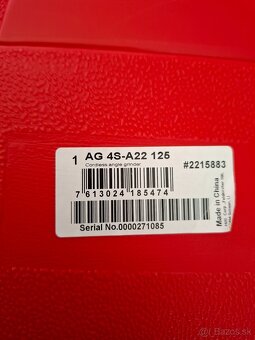 1 AG 4S-A22 125
Cordless angle grinder
#2215883
7 613024 185474
Serial No.0000271085
Made in China
Bazos.sk